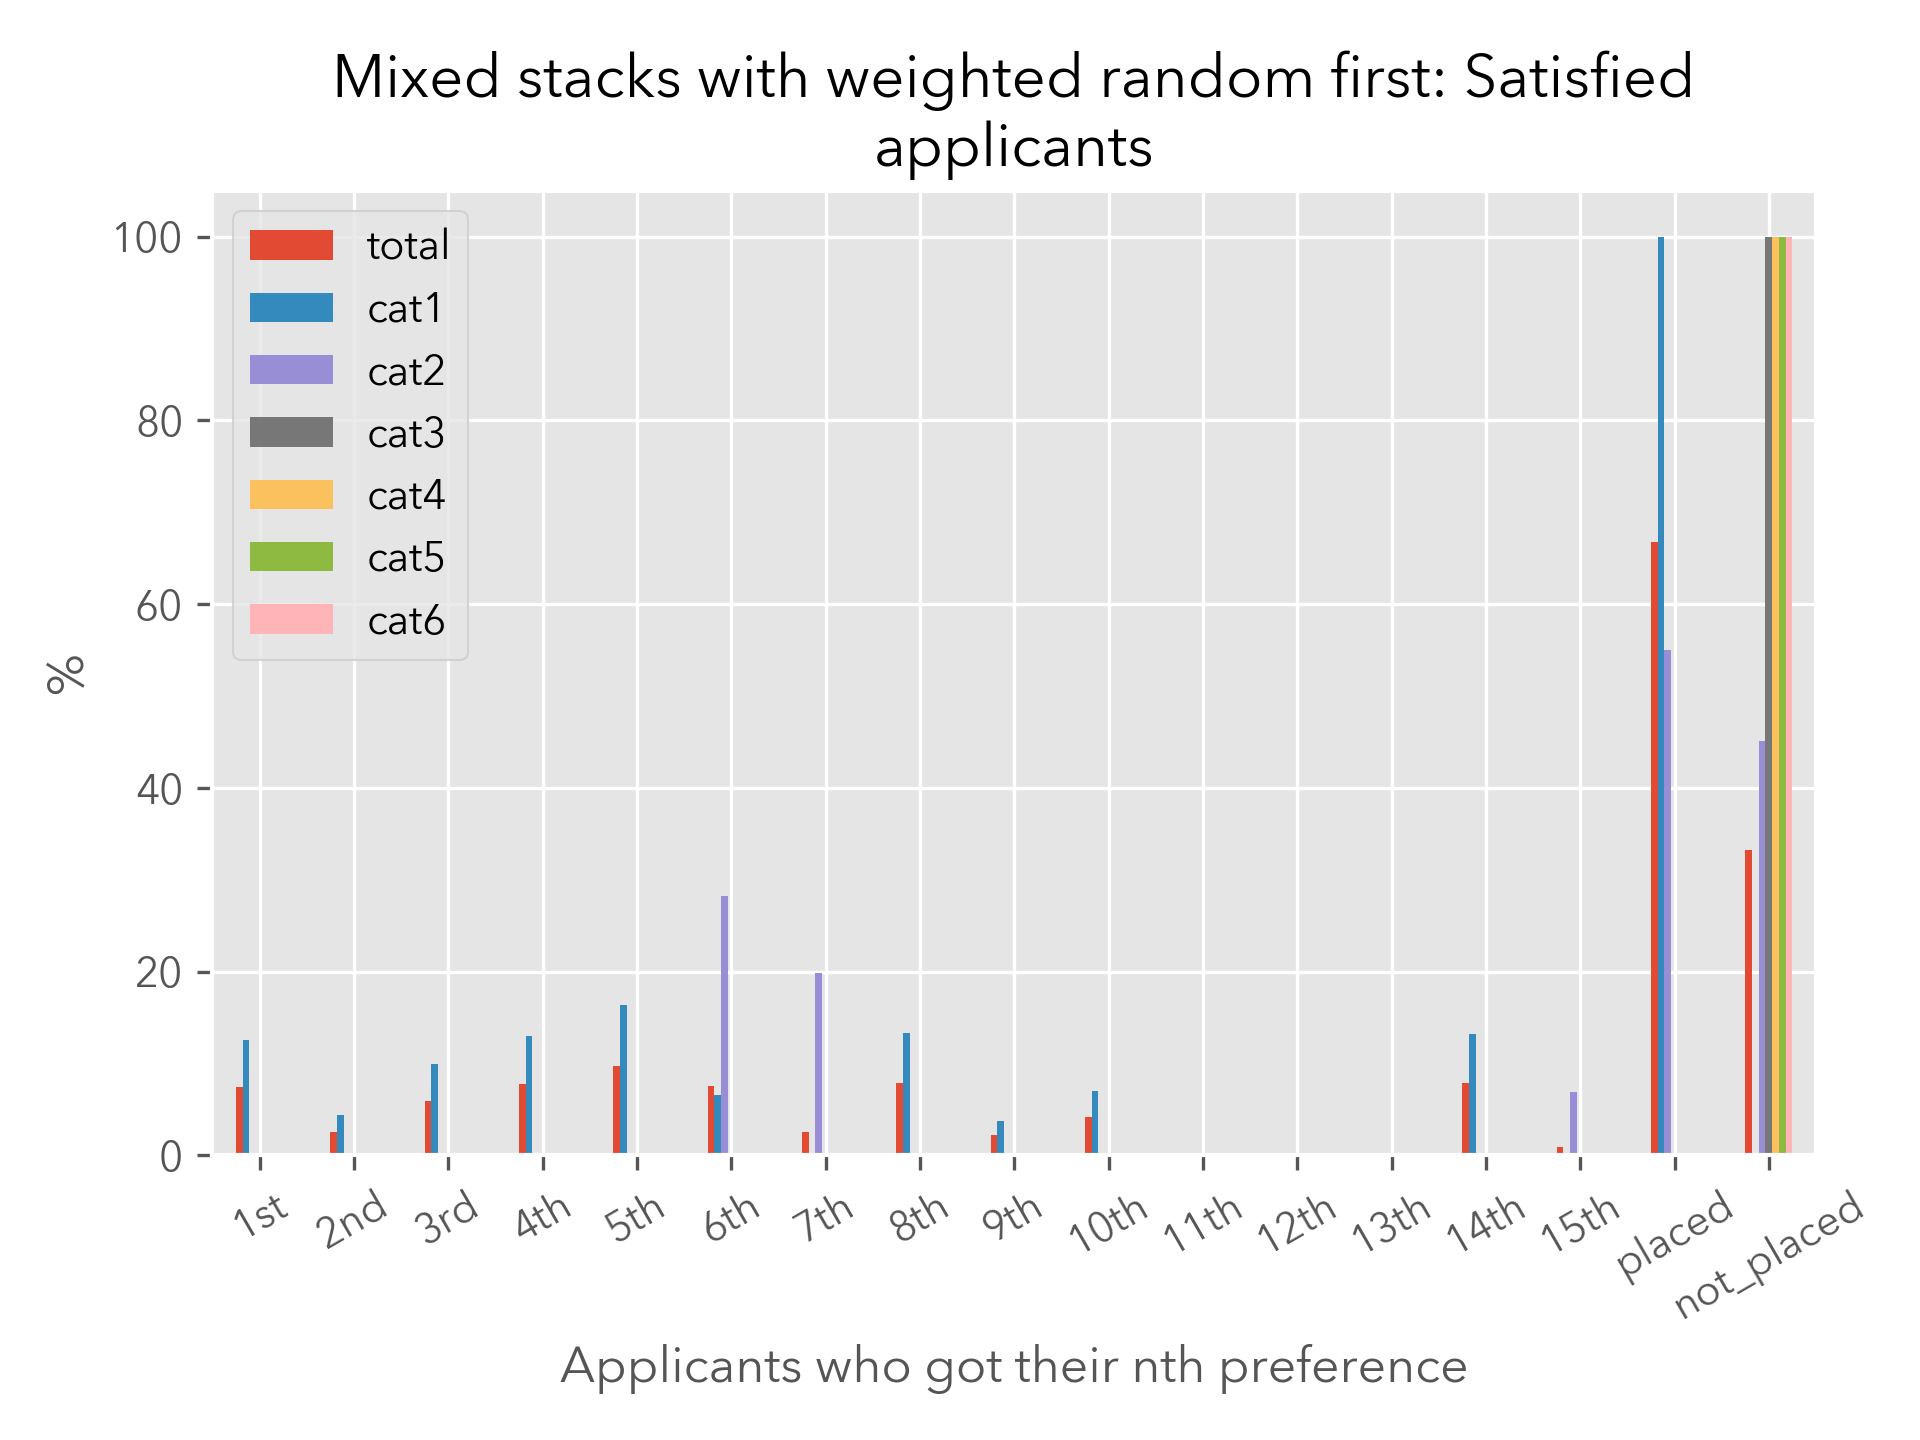 Mixed stacks with weighted random first: Satisfied
applicants
100
80
60
40
20
0
%
total
cat1
cat2
cat3
cat4
cat5
cat6
1st
2nd
3rd
4th
5th
6th
7th
8th
9th
10th
11th
12th
13th
14th
15th
placed
not_placed
Applicants who got their nth preference